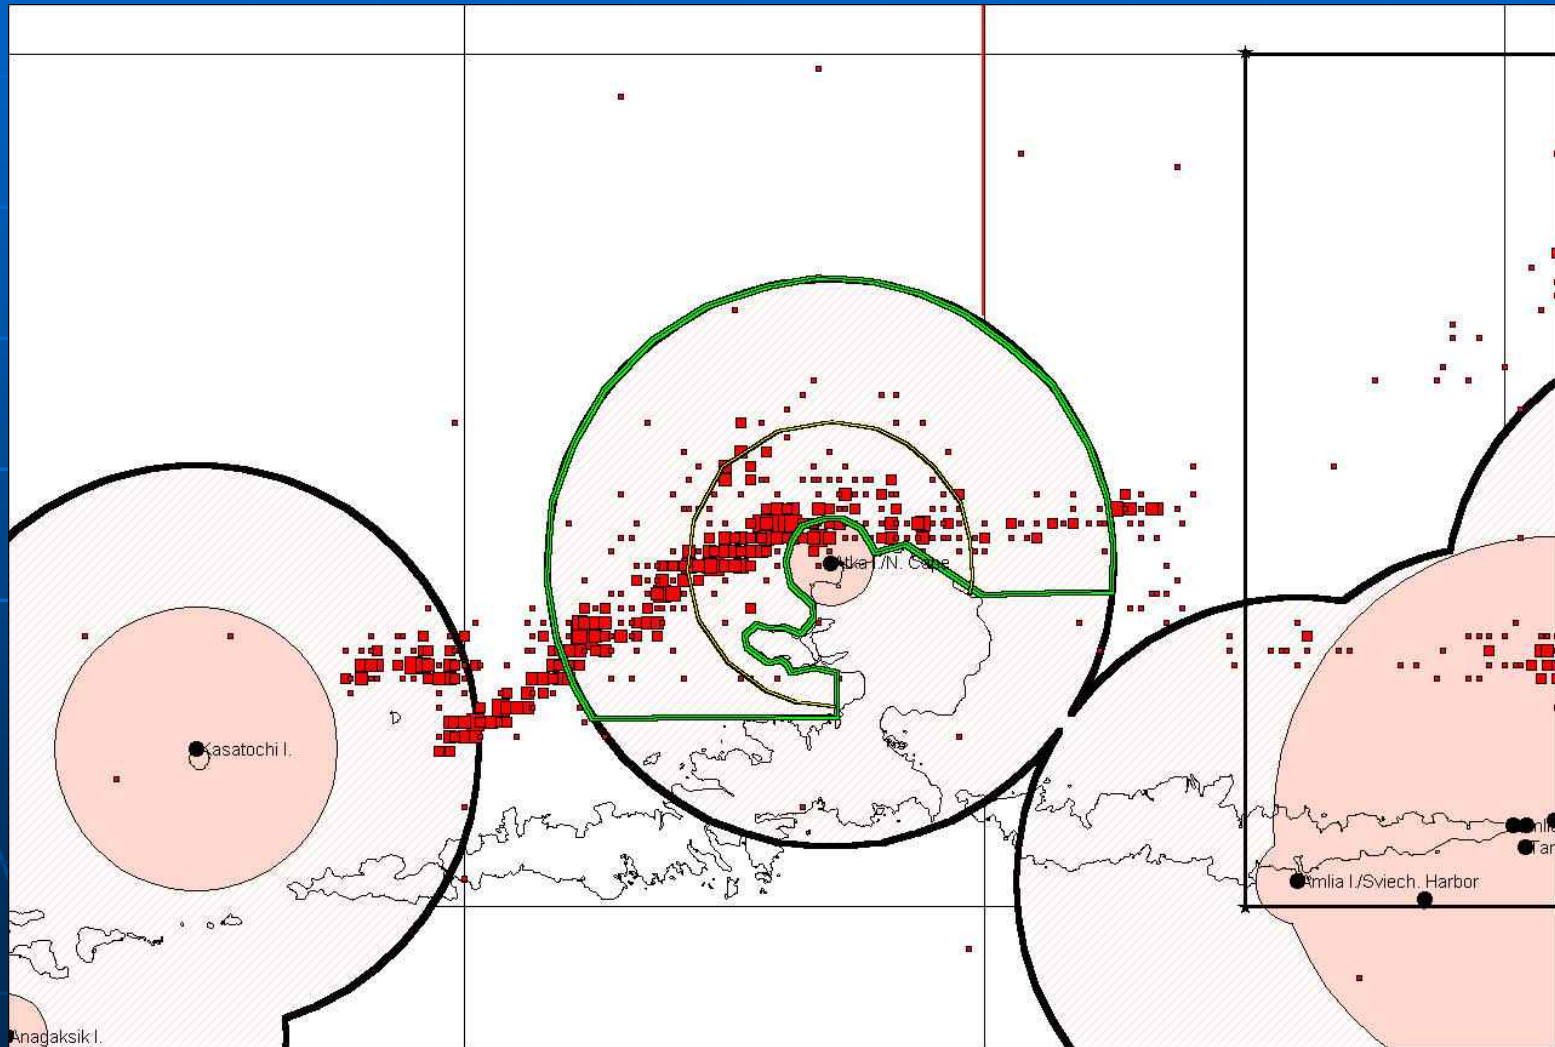 Atka I./N. Cape
D
Kasatochi I.
Amlia I./Sviech. Harbor
Anagaksik I.